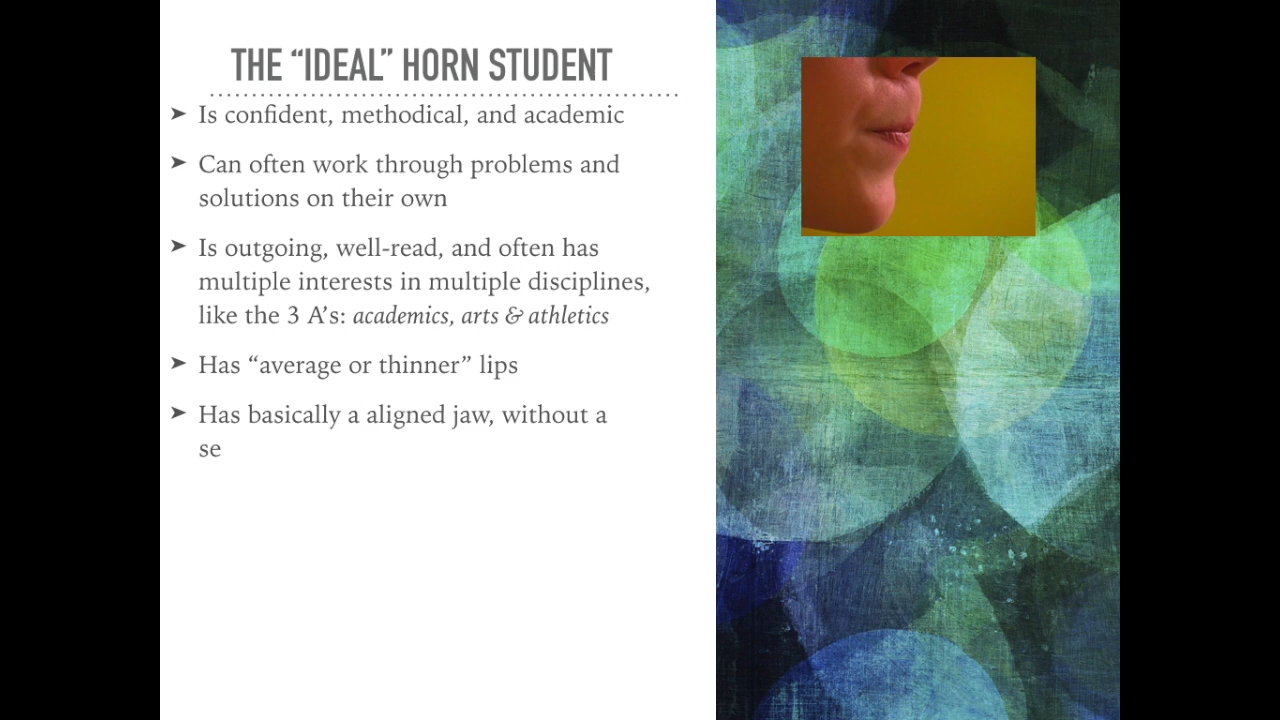 THE “IDEAL” HORN STUDENT
➤ Is confident, methodical, and academic
➤ Can often work through problems and
solutions on their own
➤ Is outgoing, well-read, and often has
multiple interests in multiple disciplines,
like the 3 A’s: academics, arts & athletics
➤ Has “average or thinner” lips
➤ Has basically a aligned jaw, without a
se